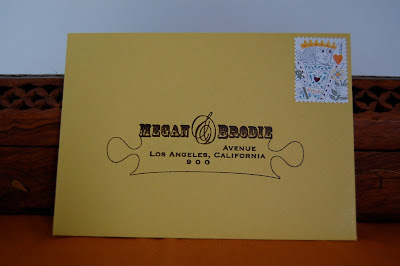 MEGAN & BRODIE
AVENUE
LOS ANGELES, CALIFORNIA
900